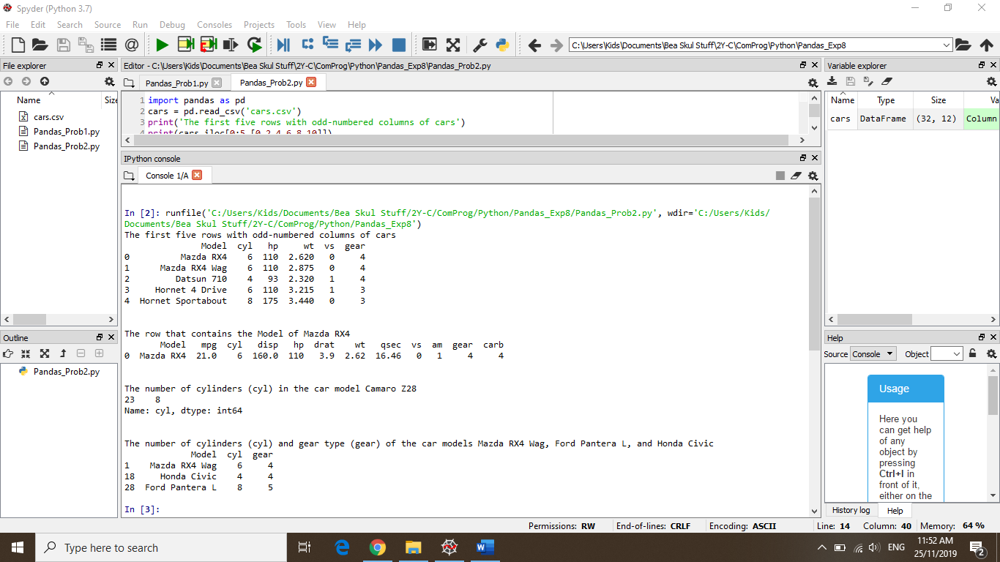 Spyder (Python 3.7)
File Edit Search Source Run Debug Consoles Projects Tools View Help
C:\Users\Kids\Documents\Bea Skul Stuff\2Y-C\ComProg\Python\Pandas_Exp8
File explorer
Name Size
cars.csv
Pandas_Prob1.py
Pandas_Prob2.py
Outline
Pandas_Prob2.py
Editor - C:\Users\Kids\Documents\Bea Skul Stuff\2Y-C\ComProg\Python\Pandas_Exp8\Pandas_Prob2.py
Pandas_Prob1.py Pandas_Prob2.py
1 import pandas as pd
2 cars = pd.read_csv('cars.csv')
3 print('The first five rows with odd-numbered columns of cars')
4 print(cars.iloc[0:5,[0,2,4,6,8,10]])
IPython console
Console 1/A
In [2]: runfile('C:/Users/Kids/Documents/Bea Skul Stuff/2Y-C/ComProg/Python/Pandas_Exp8/Pandas_Prob2.py', wdir='C:/Users/Kids/
Documents/Bea Skul Stuff/2Y-C/ComProg/Python/Pandas_Exp8')
The first five rows with odd-numbered columns of cars
Model cyl hp wt vs gear
0 Mazda RX4 6 110 2.620 0 4
1 Mazda RX4 Wag 6 110 2.875 0 4
2 Datsun 710 4 93 2.320 1 4
3 Hornet 4 Drive 6 110 3.215 1 3
4 Hornet Sportabout 8 175 3.440 0 3
The row that contains the Model of Mazda RX4
Model mpg cyl disp hp drat wt qsec vs am gear carb
0 Mazda RX4 21.0 6 160.0 110 3.9 2.62 16.46 0 1 4 4
The number of cylinders (cyl) in the car model Camaro Z28
23 8
Name: cyl, dtype: int64
The number of cylinders (cyl) and gear type (gear) of the car models Mazda RX4 Wag, Ford Pantera L, and Honda Civic
Model cyl gear
1 Mazda RX4 Wag 6 4
18 Honda Civic 4 4
28 Ford Pantera L 8 5
In [3]:
Variable explorer
Name Type Size Va
cars DataFrame (32, 12) Column
Help
Source Console Object
Usage
Here you
can get help
of any
object by
pressing
Ctrl+I in
front of it,
either on the
History log Help
Permissions: RW End-of-lines: CRLF Encoding: ASCII Line: 14 Column: 40 Memory: 64 %
Type here to search
ENG
11:52 AM
25/11/2019
2